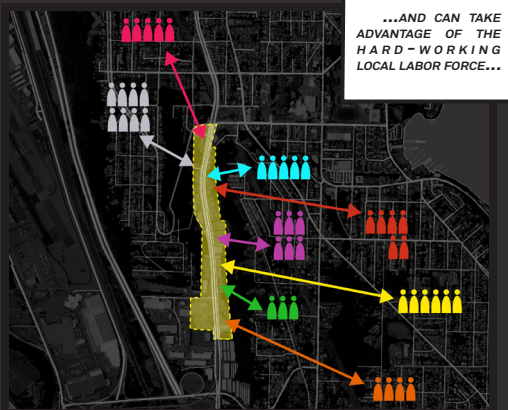 ...AND CAN TAKE
ADVANTAGE OF THE
HARD-WORKING
LOCAL LABOR FORCE...